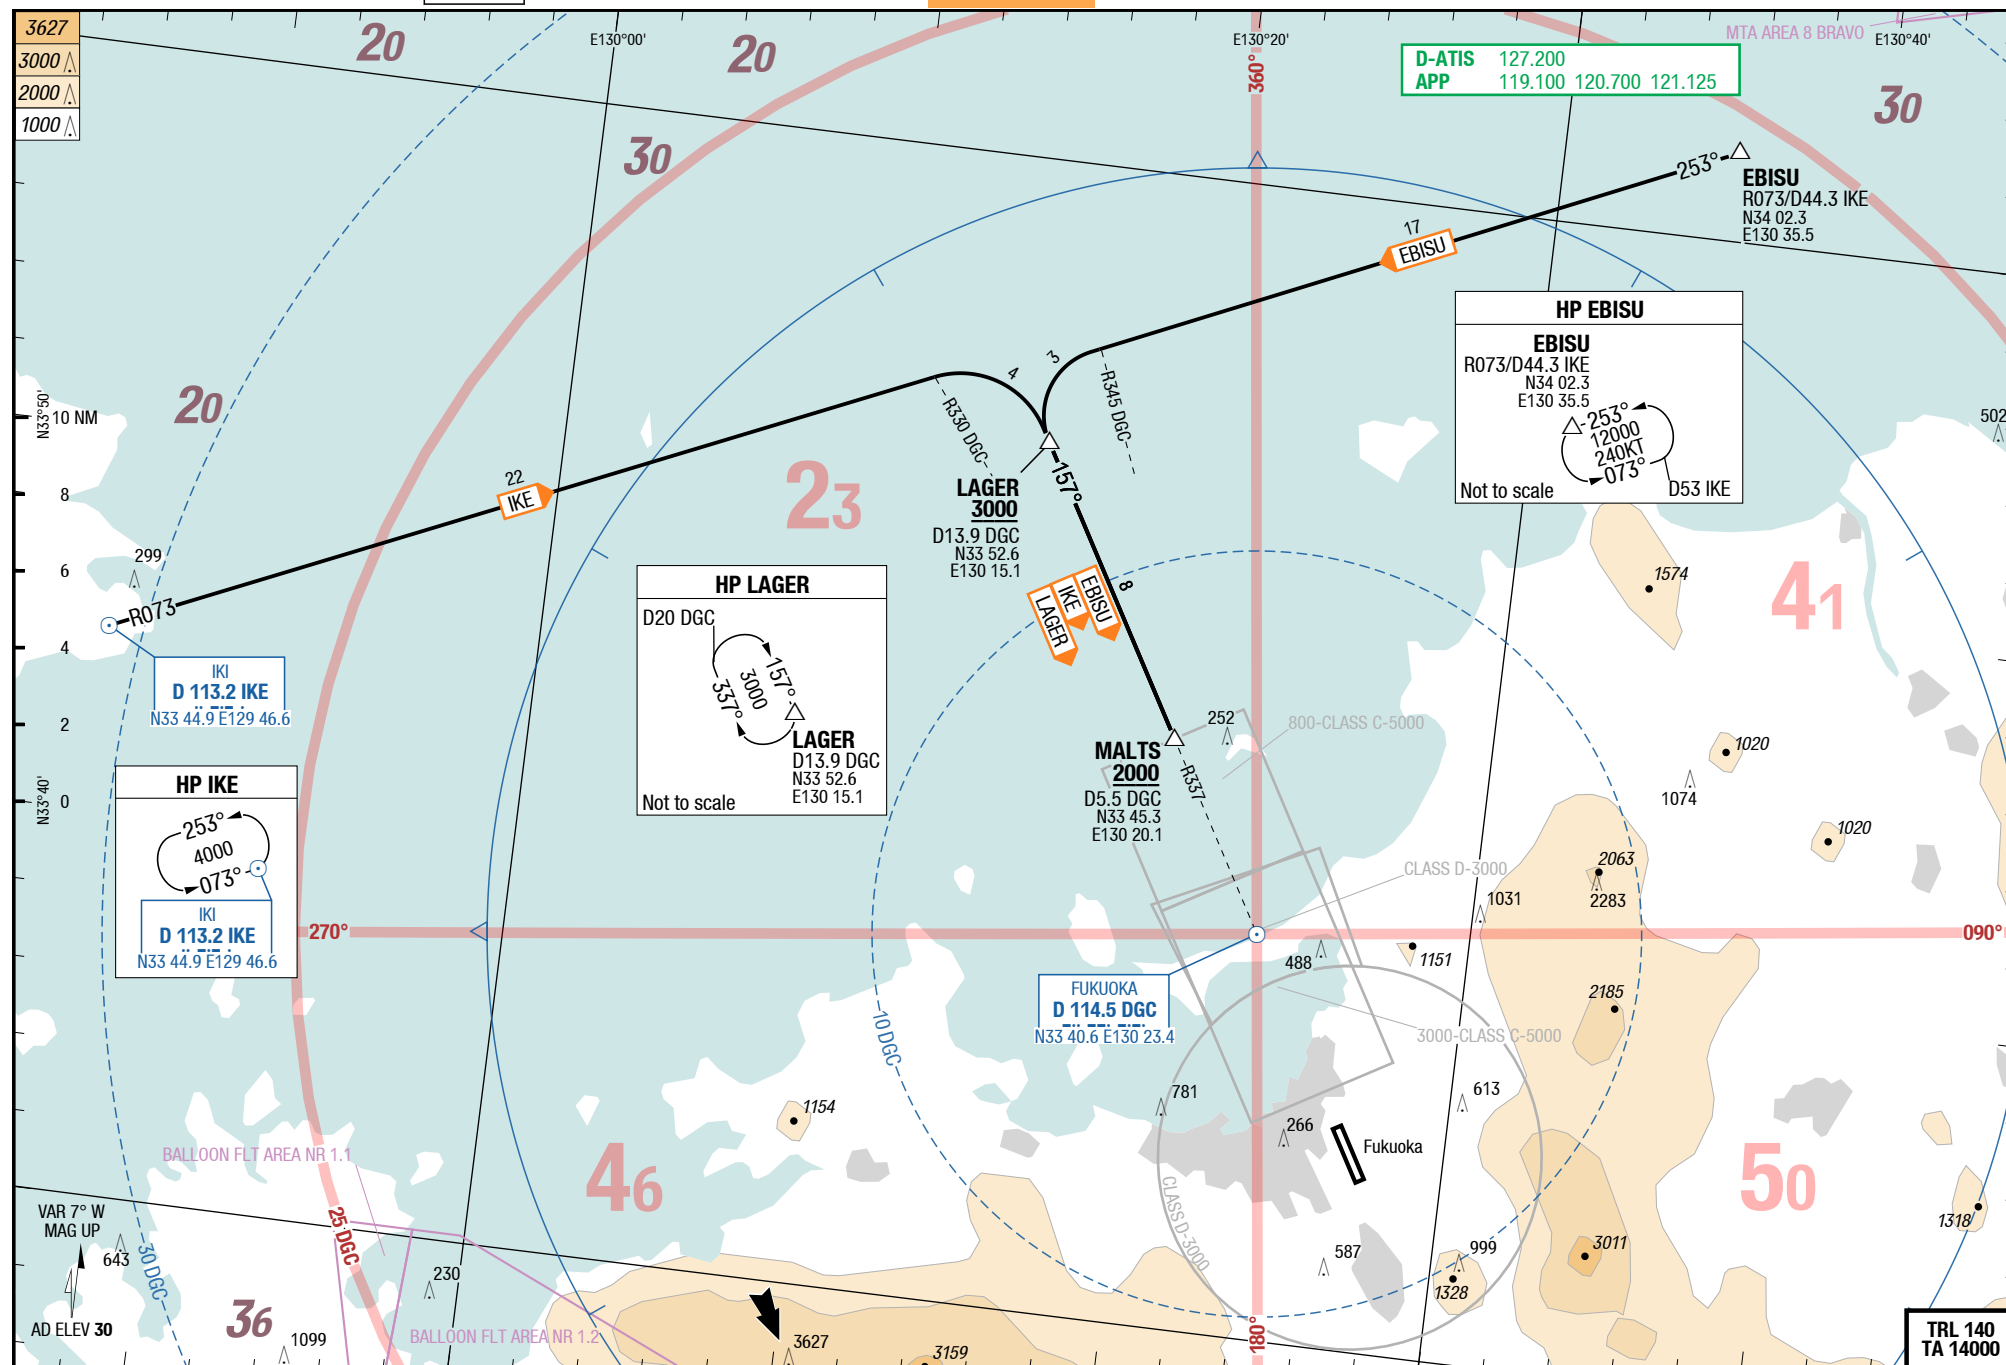 3627
3000
2000
1000
20
20
E130°00'
E130°20'
E130°40'
MTA AREA 8 BRAVO
D-ATIS 127.200
APP 119.100 120.700 121.125
360°
30
30
253°
EBISU
R073/D44.3 IKE
N34 02.3
E130 35.5
17
EBISU
HP EBISU
EBISU
R073/D44.3 IKE
N34 02.3
E130 35.5
253°
12000
240KT
073°
Not to scale
D53 IKE
N33°50'
10 NM
8
6
4
2
0
N33°40'
20
22
IKE
4
3
R330 DGC
R345 DGC
23
LAGER
3000
D13.9 DGC
N33 52.6
E130 15.1
157°
8
EBISU
IKE
LAGER
502
299
R073
IKI
D 113.2 IKE
N33 44.9 E129 46.6
HP LAGER
D20 DGC
157°
3000
337°
LAGER
D13.9 DGC
N33 52.6
E130 15.1
Not to scale
1574
41
HP IKE
253°
4000
073°
IKI
D 113.2 IKE
N33 44.9 E129 46.6
MALTS
2000
D5.5 DGC
N33 45.3
E130 20.1
R337
252
800-CLASS C-5000
1020
1074
1020
CLASS D-3000
2063
2283
1031
270°
090°
488
1151
2185
FUKUOKA
D 114.5 DGC
N33 40.6 E130 23.4
10 DGC
3000-CLASS C-5000
1154
781
613
266
Fukuoka
BALLOON FLT AREA NR 1.1
46
50
CLASS D-3000
VAR 7° W
MAG UP
643
30 DGC
25 DGC
230
587
999
1328
3011
1318
AD ELEV 30
36
1099
BALLOON FLT AREA NR 1.2
3627
3159
180°
TRL 140
TA 14000